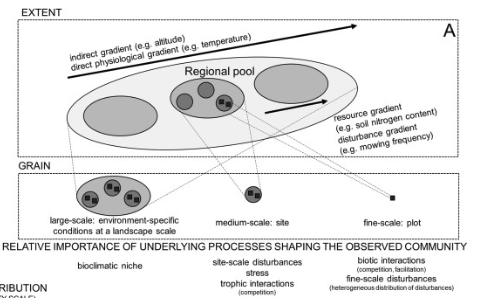 EXTENT
A
indirect gradient (e.g. altitude)
direct physiological gradient (e.g. temperature)
Regional pool
resource gradient
(e.g. soil nitrogen content)
disturbance gradient
(e.g. mowing frequency)
GRAIN
large-scale: environment-specific
conditions at a landscape scale
medium-scale: site
fine-scale: plot
RELATIVE IMPORTANCE OF UNDERLYING PROCESSES SHAPING THE OBSERVED COMMUNITY
bioclimatic niche
site-scale disturbances
stress
trophic interactions
(competition)
biotic interactions
(competition, facilitation)
fine-scale disturbances
(heterogeneous distribution of disturbances)
RIBUTION